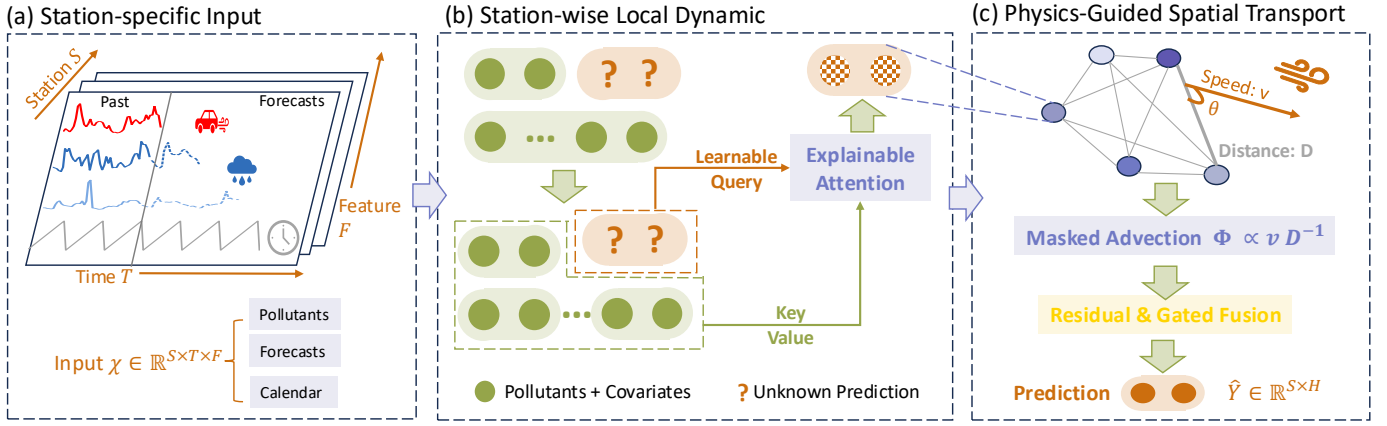 (a) Station-specific Input
Station S
Past
Forecasts
Feature
F
Time T
Input χ ∈ ℝ^{S×T×F}
Pollutants
Forecasts
Calendar
(b) Station-wise Local Dynamic
? ?
Learnable
Query
Explainable
Attention
? ?
Key
Value
Pollutants + Covariates
? Unknown Prediction
(c) Physics-Guided Spatial Transport
Speed: v
θ
Distance: D
Masked Advection Φ ∝ v D^{-1}
Residual & Gated Fusion
Prediction
Ŷ ∈ ℝ^{S×H}